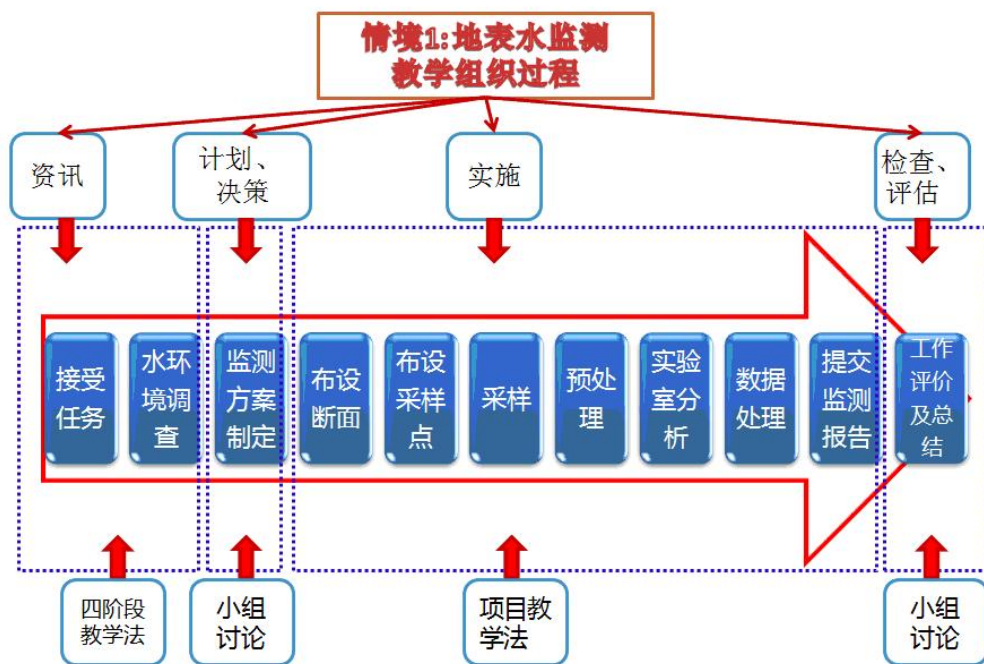 情境1:地表水监测
教学组织过程
资讯
计划、
决策
实施
检查、
评估
接受
任务
水环
境调
查
监测
方案
制定
布设
断面
布设
采样
点
采样
预处
理
实验
室分
析
数据
处理
提交
监测
报告
工作
评价
及总
结
四阶段
教学法
小组
讨论
项目教
学法
小组
讨论